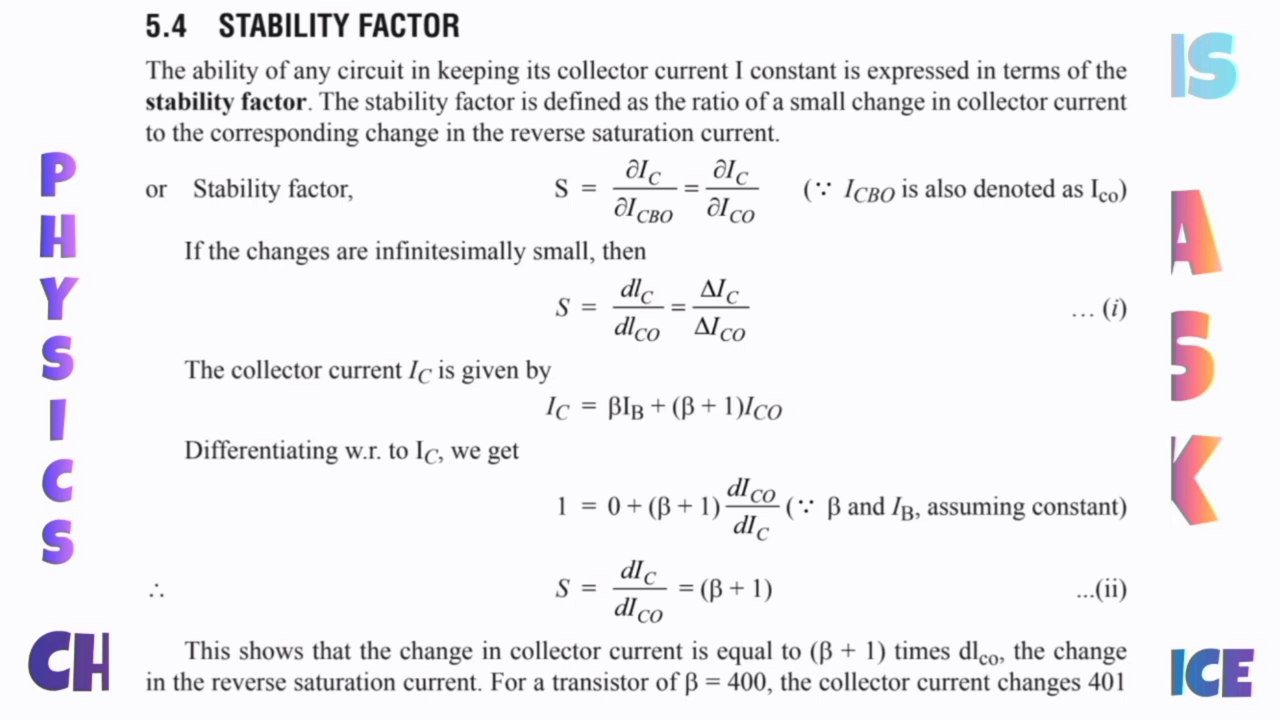 5.4 STABILITY FACTOR
The ability of any circuit in keeping its collector current I constant is expressed in terms of the
stability factor. The stability factor is defined as the ratio of a small change in collector current
to the corresponding change in the reverse saturation current.
or Stability factor, S = ∂I_C/∂I_CBO = ∂I_C/∂I_CO (∵ I_CBO is also denoted as I_co)
If the changes are infinitesimally small, then
S = dl_C/dl_CO = ΔI_C/ΔI_CO … (i)
The collector current I_C is given by
I_C = βI_B + (β + 1)I_CO
Differentiating w.r. to I_C, we get
1 = 0 + (β + 1) dI_CO/dI_C (∵ β and I_B, assuming constant)
∴ S = dI_C/dI_CO = (β + 1) ...(ii)
This shows that the change in collector current is equal to (β + 1) times dl_co, the change
in the reverse saturation current. For a transistor of β = 400, the collector current changes 401
PHYSICS
CH
IS
ASK
ICE